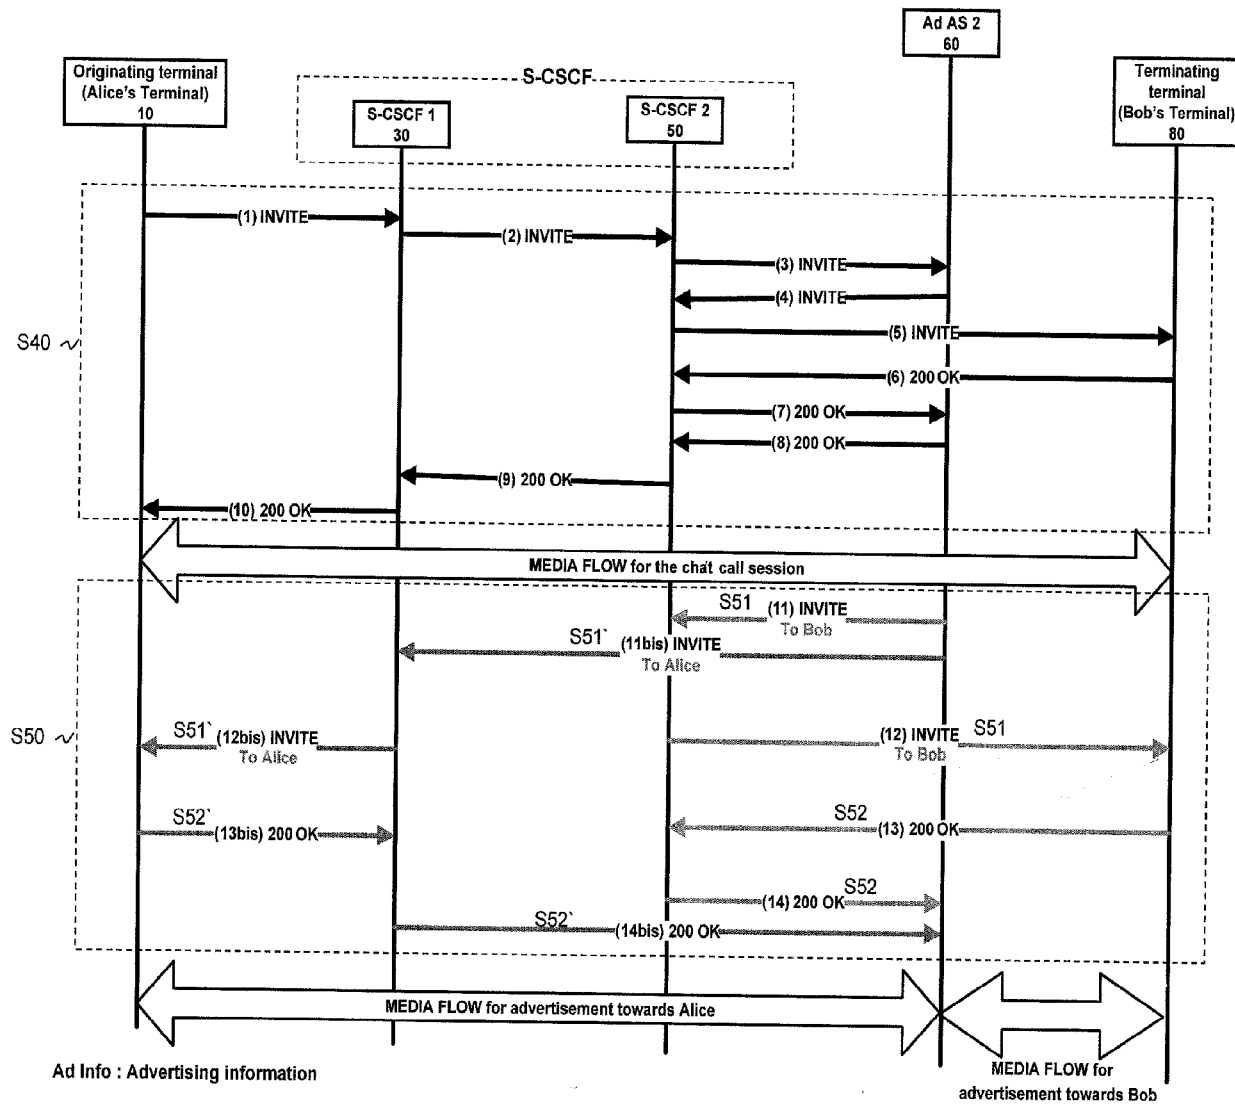 Ad AS 2
60
Originating terminal
(Alice's Terminal)
10
S-CSCF
S-CSCF 1
30
S-CSCF 2
50
Terminating
terminal
(Bob's Terminal)
80
(1) INVITE
(2) INVITE
(3) INVITE
(4) INVITE
(5) INVITE
S40
(6) 200 OK
(7) 200 OK
(8) 200 OK
(9) 200 OK
(10) 200 OK
MEDIA FLOW for the chat call session
S51
(11) INVITE
To Bob
S51`
(11bis) INVITE
To Alice
S50
S51`
(12bis) INVITE
To Alice
(12) INVITE
S51
To Bob
S52`
(13bis) 200 OK
S52
(13) 200 OK
S52
(14) 200 OK
S52`
(14bis) 200 OK
MEDIA FLOW for advertisement towards Alice
Ad Info : Advertising information
MEDIA FLOW for
advertisement towards Bob